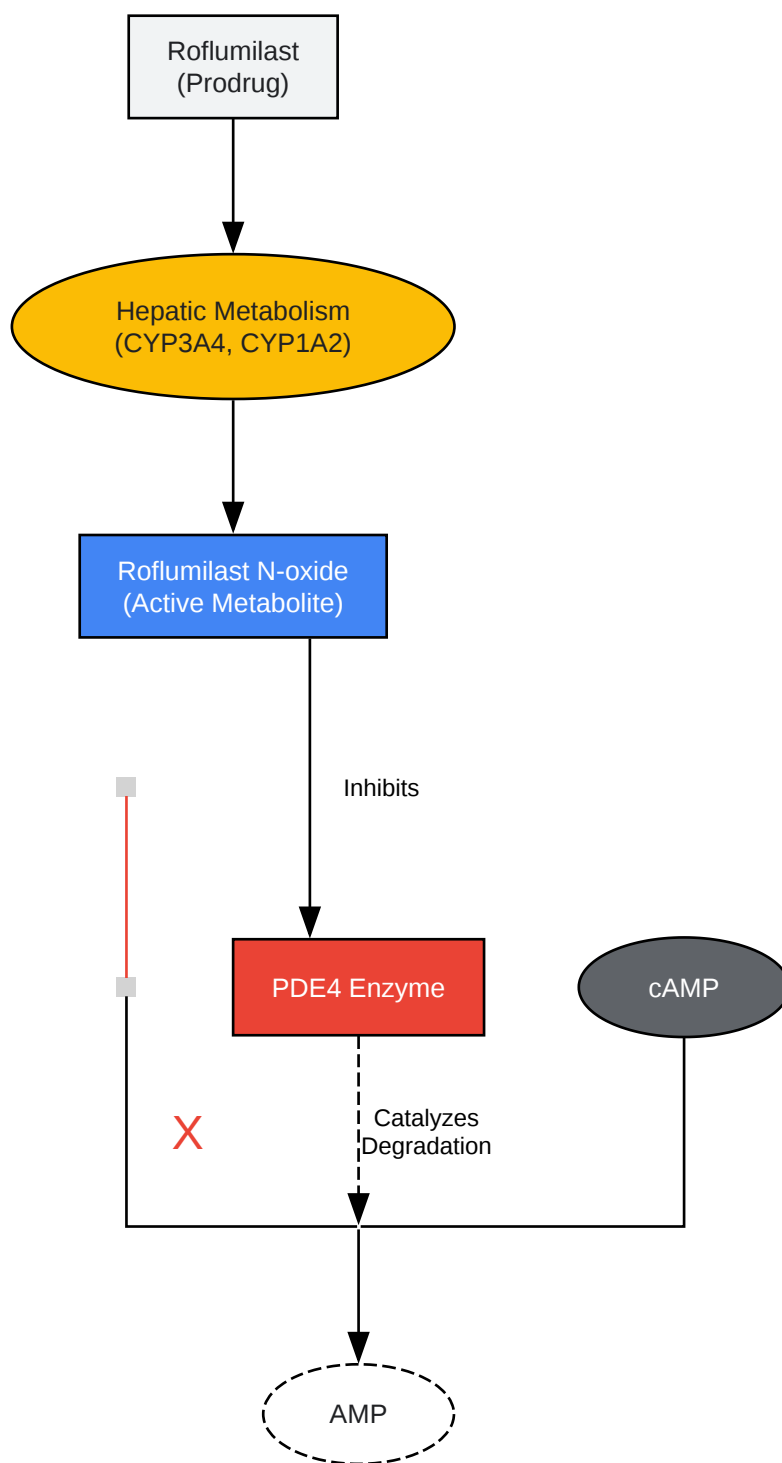 Roflumilast
(Prodrug)
Hepatic Metabolism
(CYP3A4, CYP1A2)
Roflumilast N-oxide
(Active Metabolite)
Inhibits
PDE4 Enzyme
cAMP
X
Catalyzes
Degradation
AMP